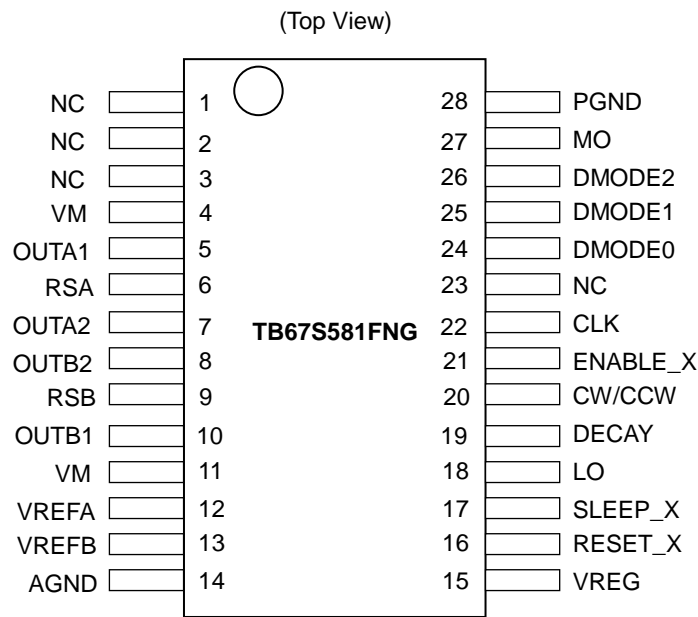 (Top View)
NC 1 28 PGND
NC 2 27 MO
NC 3 26 DMODE2
VM 4 25 DMODE1
OUTA1 5 24 DMODE0
RSA 6 23 NC
OUTA2 7 TB67S581FNG 22 CLK
OUTB2 8 21 ENABLE_X
RSB 9 20 CW/CCW
OUTB1 10 19 DECAY
VM 11 18 LO
VREFA 12 17 SLEEP_X
VREFB 13 16 RESET_X
AGND 14 15 VREG